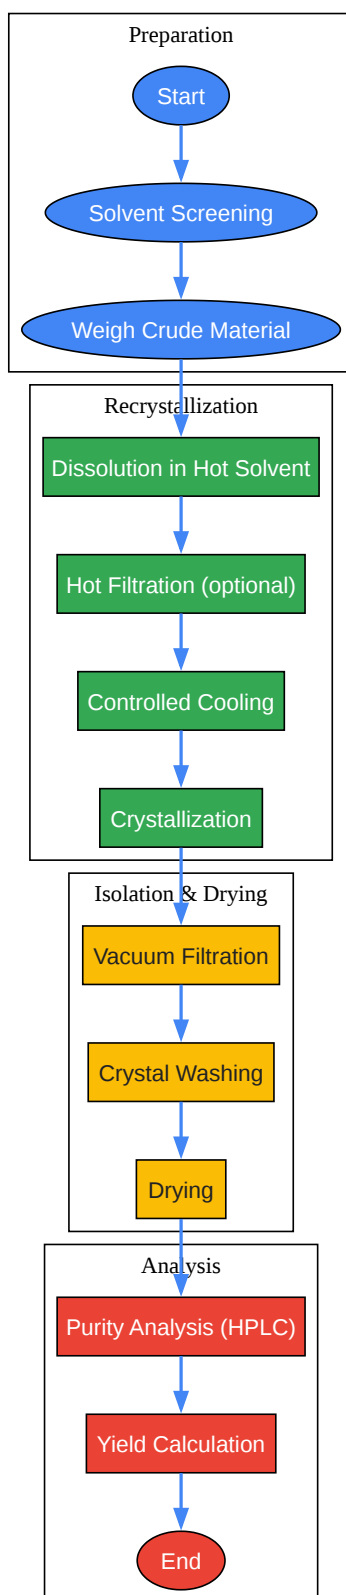 Preparation
Start
Solvent Screening
Weigh Crude Material
Recrystallization
Dissolution in Hot Solvent
Hot Filtration (optional)
Controlled Cooling
Crystallization
Isolation & Drying
Vacuum Filtration
Crystal Washing
Drying
Analysis
Purity Analysis (HPLC)
Yield Calculation
End